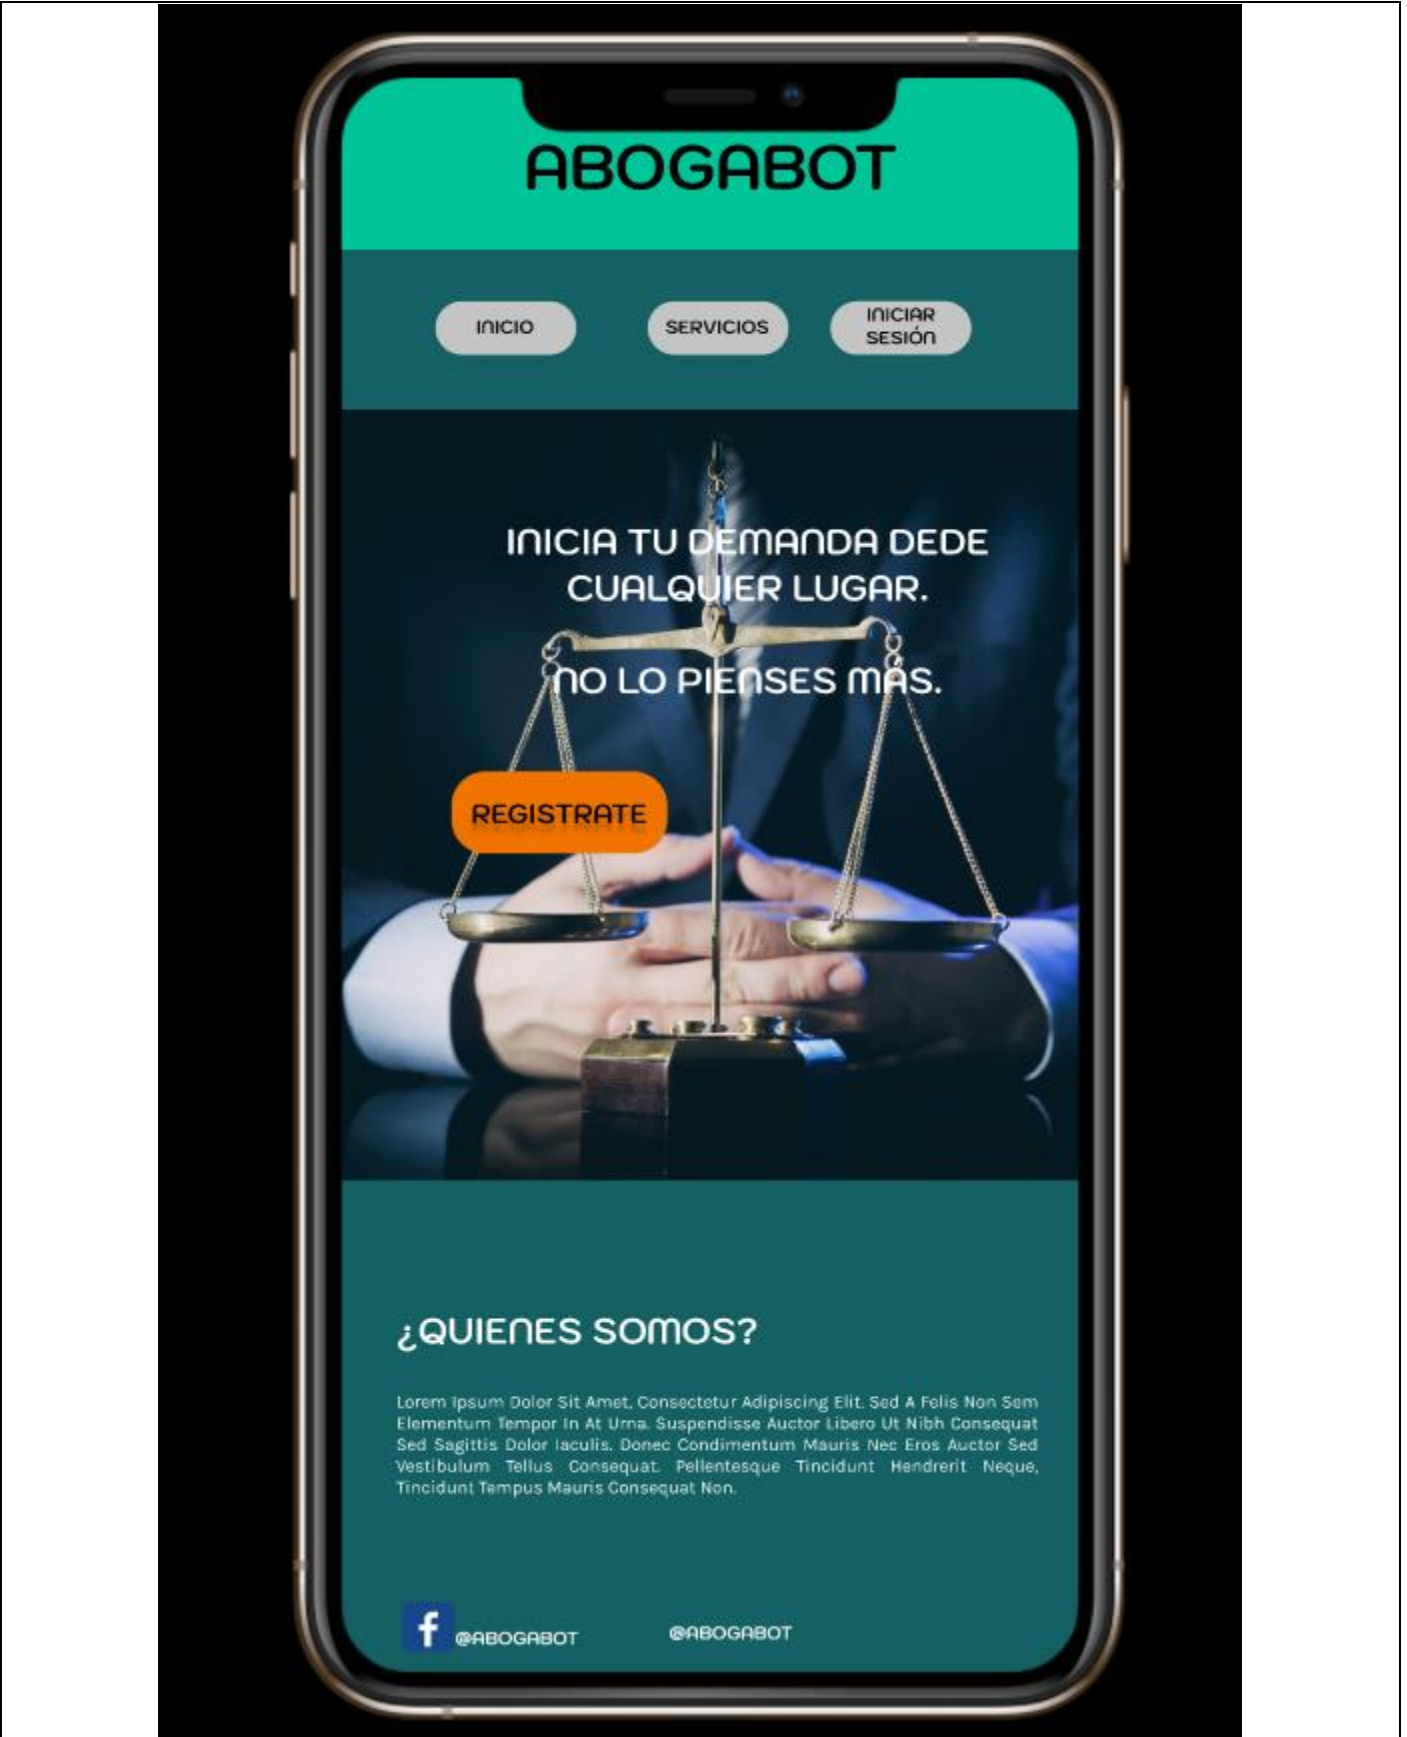 ABOGABOT
INICIO
SERVICIOS
INICIAR
SESIÓN
INICIA TU DEMANDA DEDE
CUALQUIER LUGAR.
NO LO PIENSES MÁS.
REGISTRATE
¿QUIENES SOMOS?
Lorem Ipsum Dolor Sit Amet, Consectetur Adipiscing Elit. Sed A Felis Non Sem
Elementum Tempor In At Urna. Suspendisse Auctor Libero Ut Nibh Consequat
Sed Sagittis Dolor Iaculis. Donec Condimentum Mauris Nec Eros Auctor Sed
Vestibulum Tellus Consequat. Pellentesque Tincidunt Hendrerit Neque,
Tincidunt Tempus Mauris Consequat Non.
f @ABOGABOT
@ABOGABOT